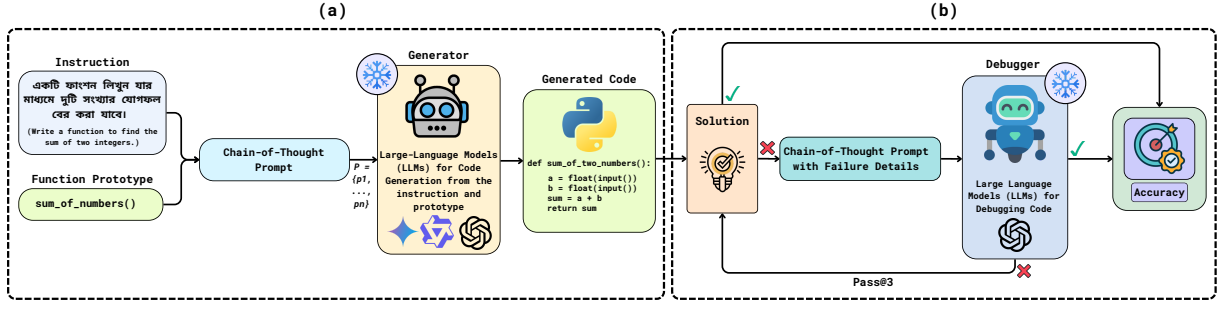 (a)
(b)
Instruction
একটি ফাংশন লিখুন যার
মাধ্যমে দুটি সংখ্যার যোগফল
বের করা যাবে।
(Write a function to find the
sum of two integers.)
Function Prototype
sum_of_numbers()
Chain-of-Thought
Prompt
P =
{p1,
...,
pn}
Generator
Large-Language Models
(LLMs) for Code
Generation from the
instruction and
prototype
Generated Code
def sum_of_two_numbers():
a = float(input())
b = float(input())
sum = a + b
return sum
Solution
Chain-of-Thought Prompt
with Failure Details
Debugger
Large Language
Models (LLMs) for
Debugging Code
Accuracy
Pass@3